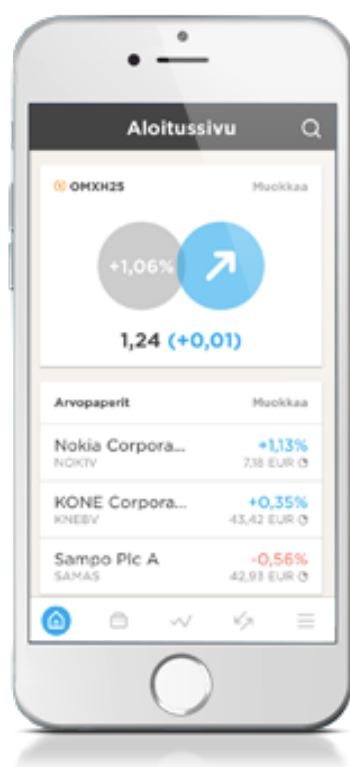 Aloitussivu
OMXH25 Muokkaa
+1,06%
1,24 (+0,01)
Arvopaperit Muokkaa
Nokia Corpora... +1,13%
NOK1V 7,18 EUR
KONE Corpora... +0,35%
KNEBV 43,42 EUR
Sampo Plc A -0,56%
SAMAS 42,93 EUR